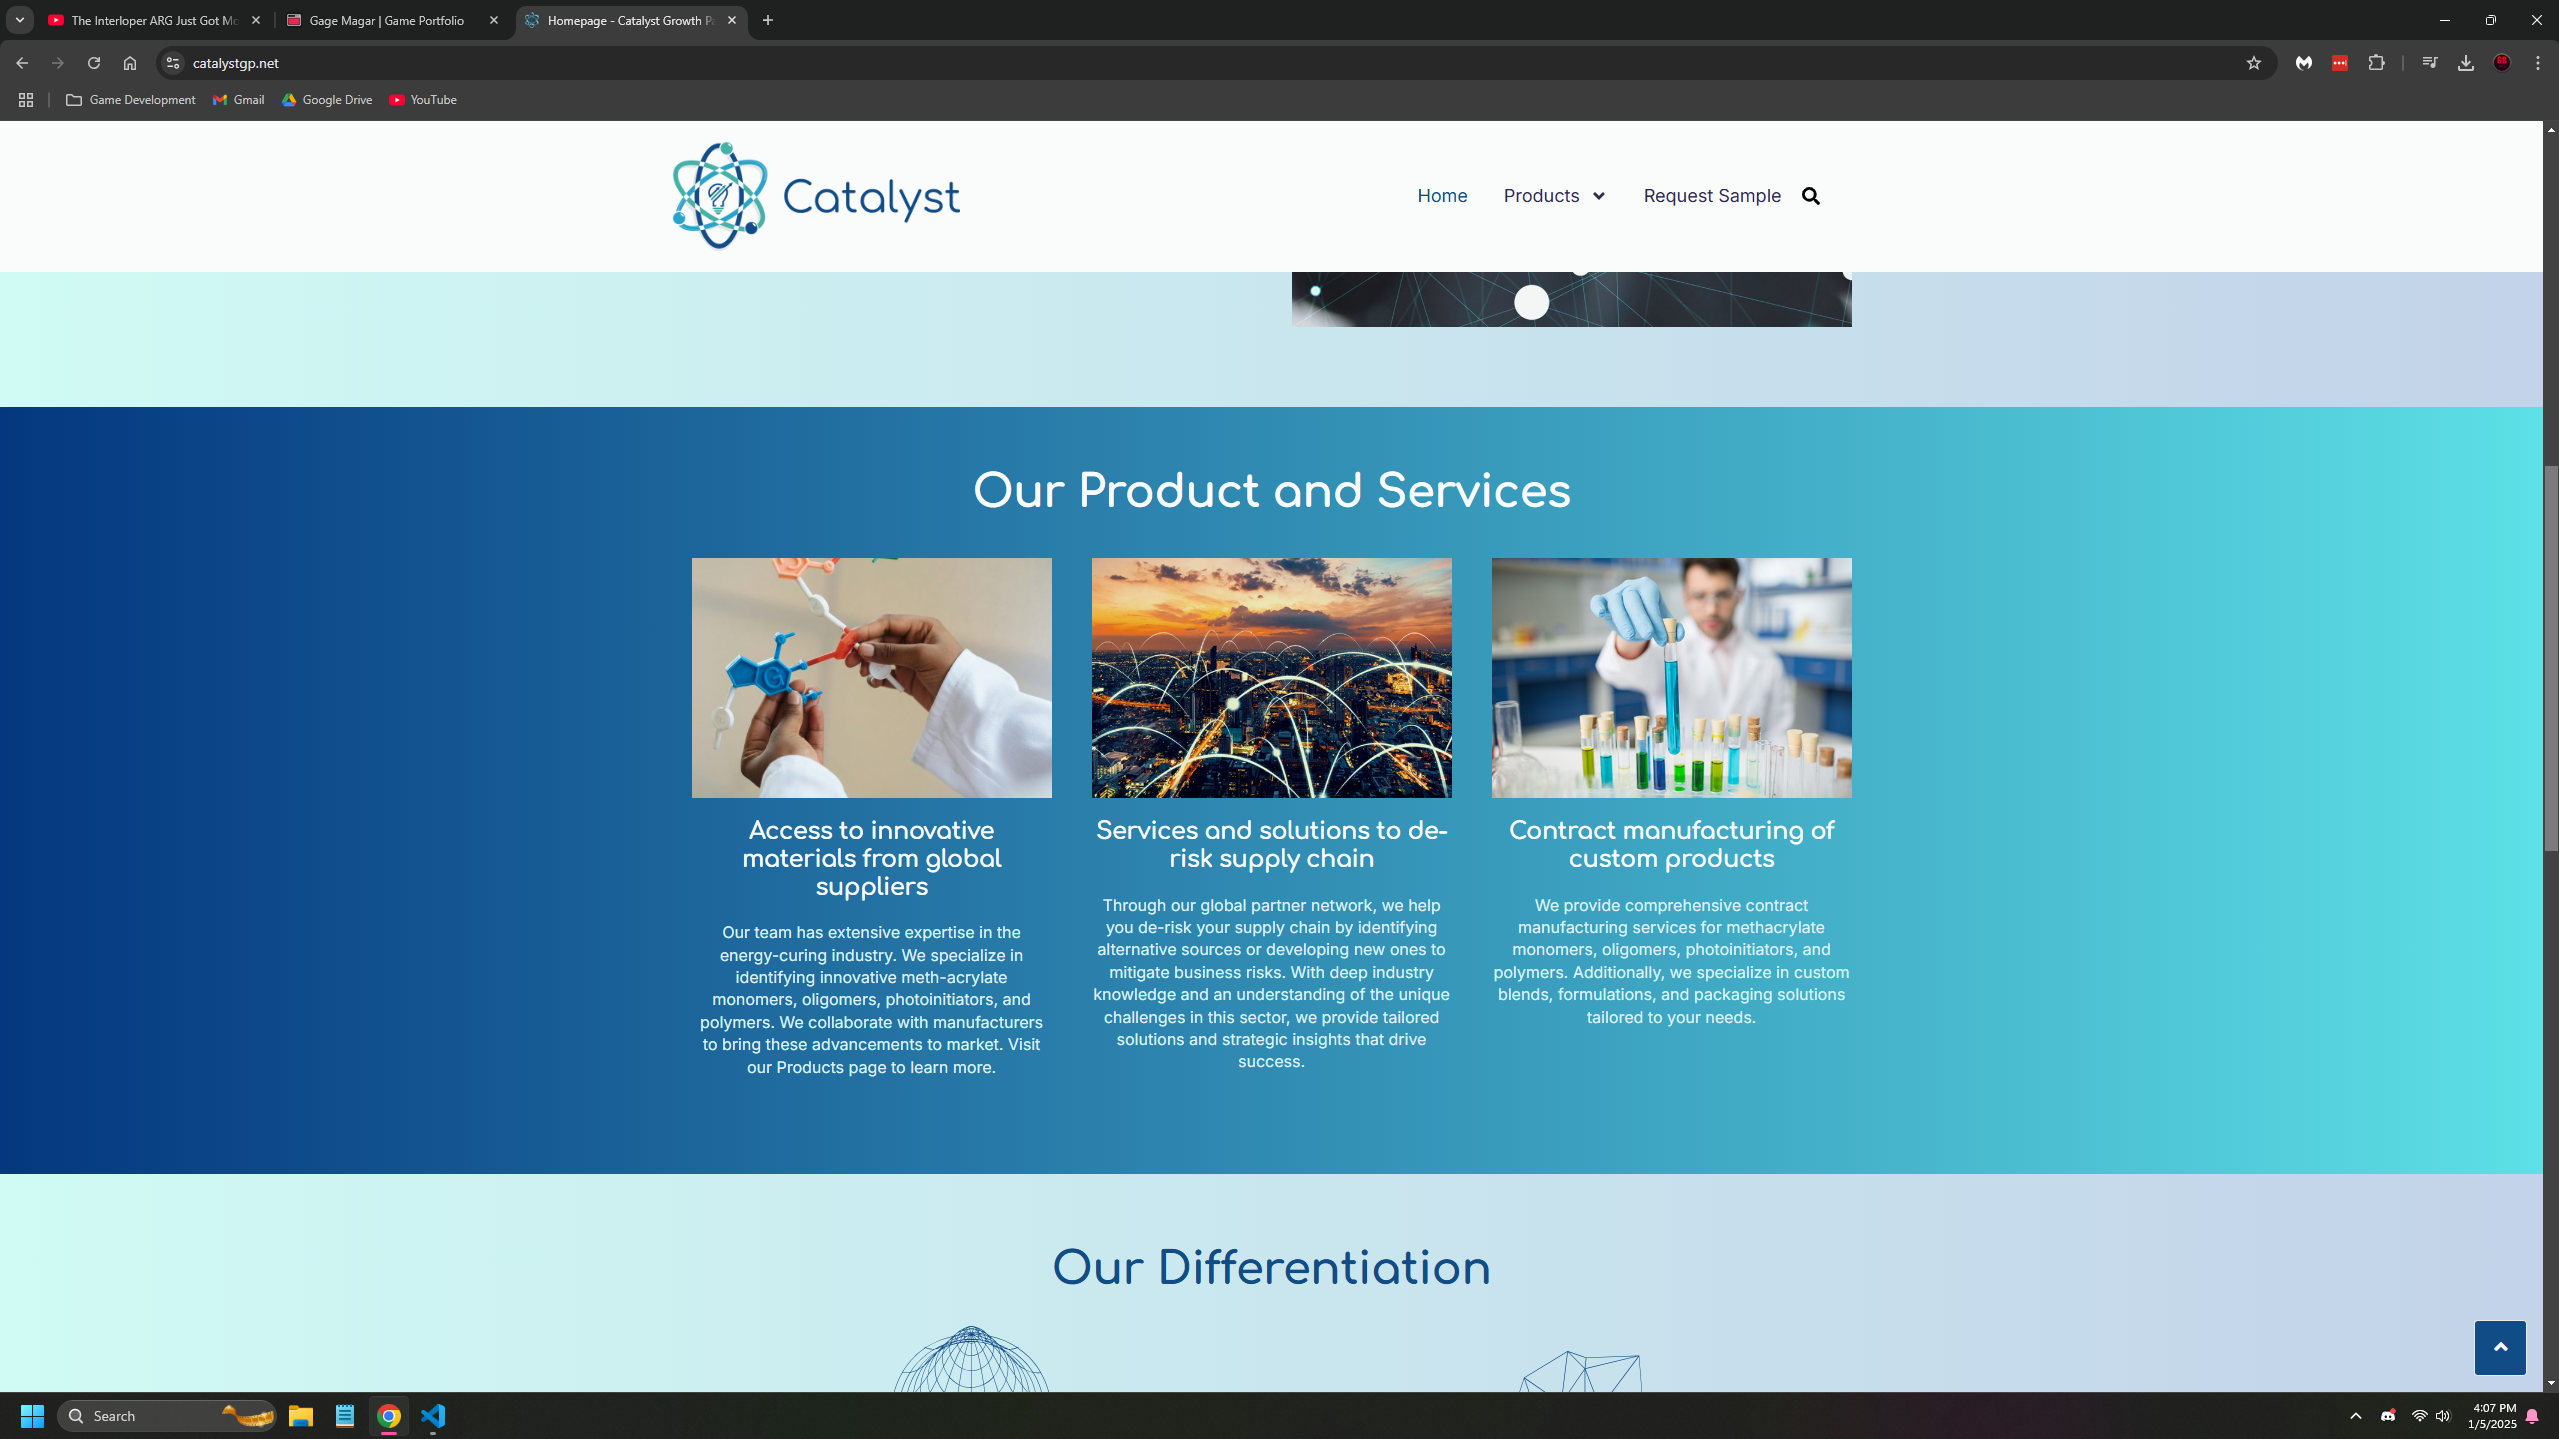 The Interloper ARG Just Got Mo
Gage Magar | Game Portfolio
Homepage - Catalyst Growth Pa
catalystgp.net
Game Development
Gmail
Google Drive
YouTube
Catalyst
Home
Products
Request Sample
Our Product and Services
Access to innovative
materials from global
suppliers
Our team has extensive expertise in the
energy-curing industry. We specialize in
identifying innovative meth-acrylate
monomers, oligomers, photoinitiators, and
polymers. We collaborate with manufacturers
to bring these advancements to market. Visit
our Products page to learn more.
Services and solutions to de-
risk supply chain
Through our global partner network, we help
you de-risk your supply chain by identifying
alternative sources or developing new ones to
mitigate business risks. With deep industry
knowledge and an understanding of the unique
challenges in this sector, we provide tailored
solutions and strategic insights that drive
success.
Contract manufacturing of
custom products
We provide comprehensive contract
manufacturing services for methacrylate
monomers, oligomers, photoinitiators, and
polymers. Additionally, we specialize in custom
blends, formulations, and packaging solutions
tailored to your needs.
Our Differentiation
Search
4:07 PM
1/5/2025